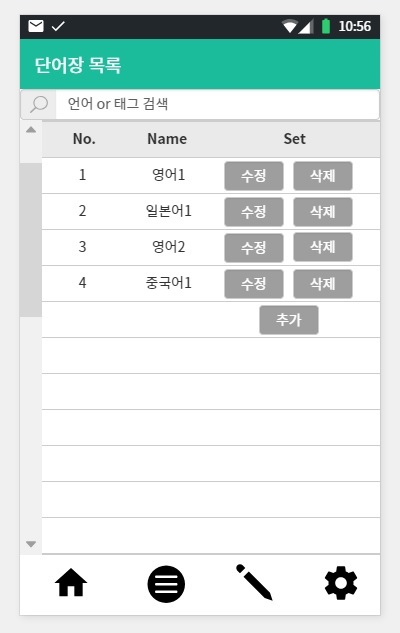 10:56
단어장 목록
언어 or 태그 검색
No. Name Set
1 영어1 수정 삭제
2 일본어1 수정 삭제
3 영어2 수정 삭제
4 중국어1 수정 삭제
추가